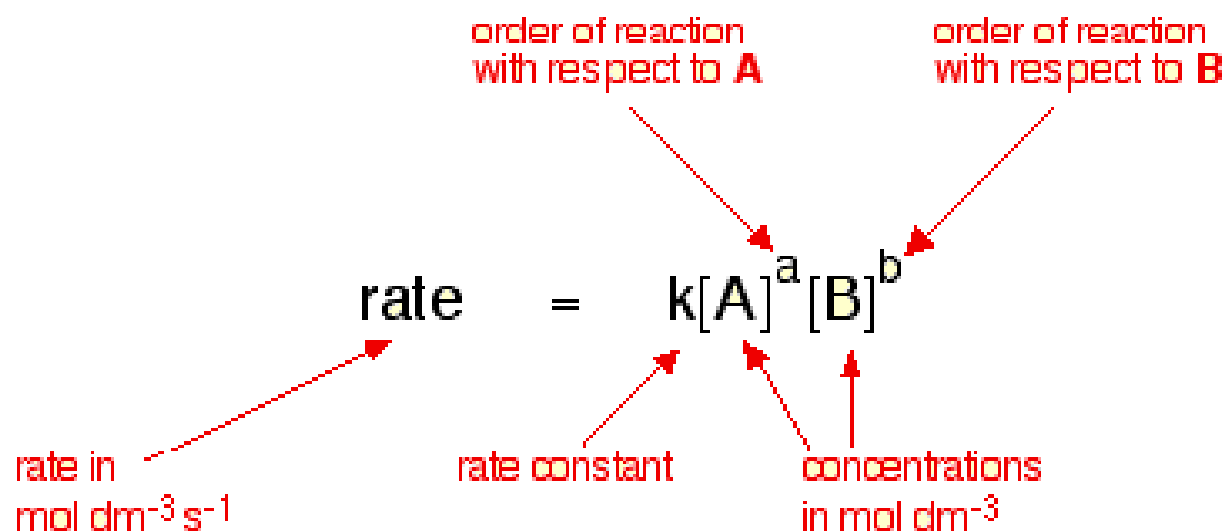 order of reaction
with respect to A
order of reaction
with respect to B
rate = k[A]^a[B]^b
rate in
mol dm⁻³ s⁻¹
rate constant
concentrations
in mol dm⁻³